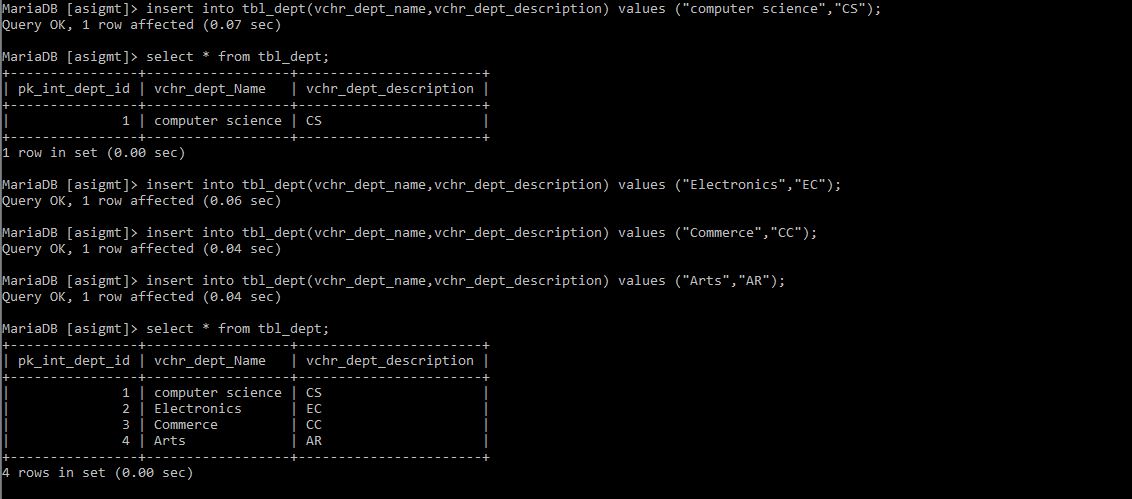 MariaDB [asigmt]> insert into tbl_dept(vchr_dept_name,vchr_dept_description) values ("computer science","CS");
Query OK, 1 row affected (0.07 sec)
MariaDB [asigmt]> select * from tbl_dept;
+----------------+------------------+-----------------------+
| pk_int_dept_id | vchr_dept_Name   | vchr_dept_description |
+----------------+------------------+-----------------------+
|              1 | computer science | CS                    |
+----------------+------------------+-----------------------+
1 row in set (0.00 sec)
MariaDB [asigmt]> insert into tbl_dept(vchr_dept_name,vchr_dept_description) values ("Electronics","EC");
Query OK, 1 row affected (0.06 sec)
MariaDB [asigmt]> insert into tbl_dept(vchr_dept_name,vchr_dept_description) values ("Commerce","CC");
Query OK, 1 row affected (0.04 sec)
MariaDB [asigmt]> insert into tbl_dept(vchr_dept_name,vchr_dept_description) values ("Arts","AR");
Query OK, 1 row affected (0.04 sec)
MariaDB [asigmt]> select * from tbl_dept;
+----------------+------------------+-----------------------+
| pk_int_dept_id | vchr_dept_Name   | vchr_dept_description |
+----------------+------------------+-----------------------+
|              1 | computer science | CS                    |
|              2 | Electronics      | EC                    |
|              3 | Commerce         | CC                    |
|              4 | Arts             | AR                    |
+----------------+------------------+-----------------------+
4 rows in set (0.00 sec)